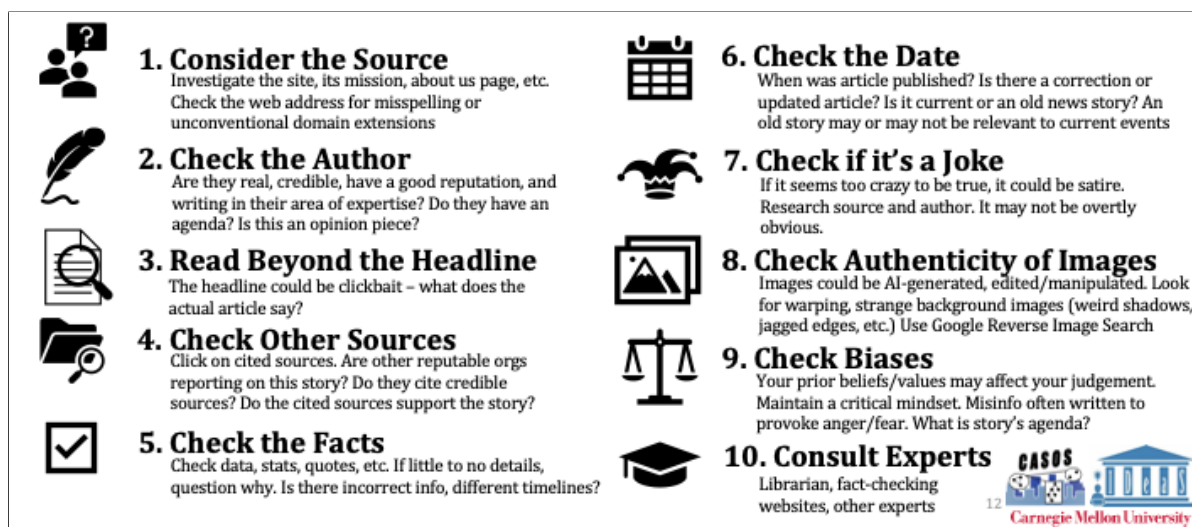 ?
1. Consider the Source
Investigate the site, its mission, about us page, etc.
Check the web address for misspelling or
unconventional domain extensions
2. Check the Author
Are they real, credible, have a good reputation, and
writing in their area of expertise? Do they have an
agenda? Is this an opinion piece?
3. Read Beyond the Headline
The headline could be clickbait – what does the
actual article say?
4. Check Other Sources
Click on cited sources. Are other reputable orgs
reporting on this story? Do they cite credible
sources? Do the cited sources support the story?
5. Check the Facts
Check data, stats, quotes, etc. If little to no details,
question why. Is there incorrect info, different timelines?
6. Check the Date
When was article published? Is there a correction or
updated article? Is it current or an old news story? An
old story may or may not be relevant to current events
7. Check if it's a Joke
If it seems too crazy to be true, it could be satire.
Research source and author. It may not be overtly
obvious.
8. Check Authenticity of Images
Images could be AI-generated, edited/manipulated. Look
for warping, strange background images (weird shadows,
jagged edges, etc.) Use Google Reverse Image Search
9. Check Biases
Your prior beliefs/values may affect your judgement.
Maintain a critical mindset. Misinfo often written to
provoke anger/fear. What is story's agenda?
10. Consult Experts
Librarian, fact-checking
websites, other experts
12
CASOS
IDeaS
Carnegie Mellon University